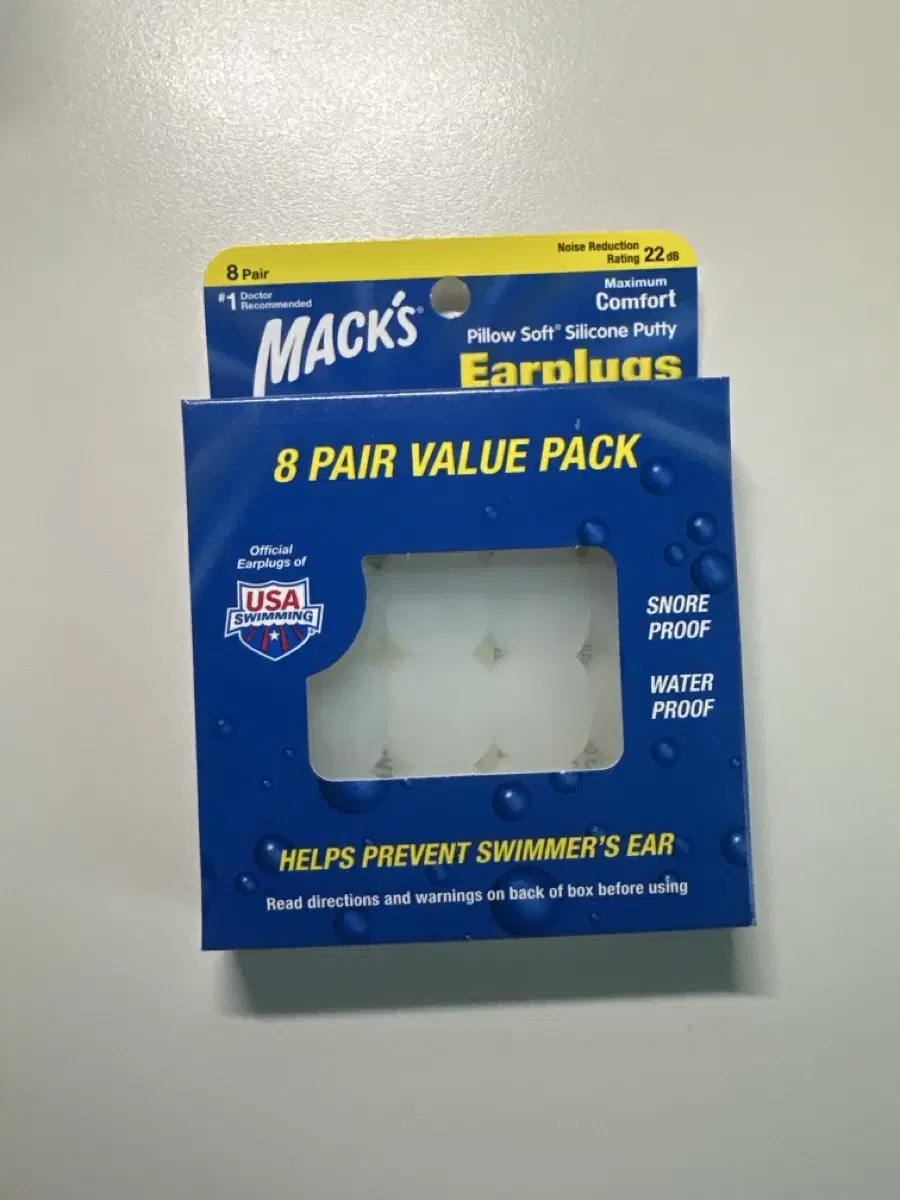 8 Pair
Noise Reduction
Rating 22 dB
#1 Doctor
Recommended
MACK'S®
Maximum
Comfort
Pillow Soft® Silicone Putty
Earplugs
8 PAIR VALUE PACK
Official
Earplugs of
USA
SWIMMING
SNORE
PROOF
WATER
PROOF
HELPS PREVENT SWIMMER'S EAR
Read directions and warnings on back of box before using